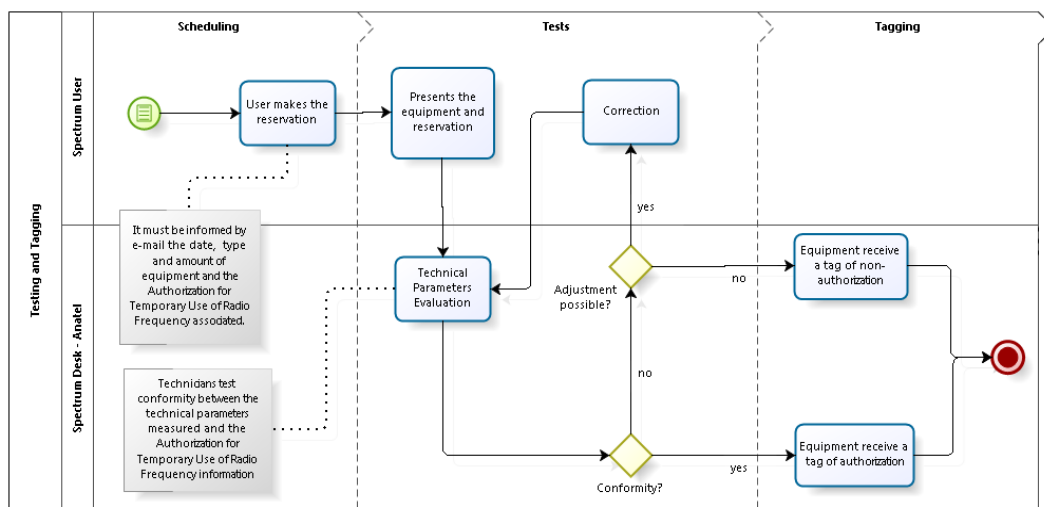 Scheduling
Tests
Tagging
Testing and Tagging
Spectrum User
User makes the
reservation
Presents the
equipment and
reservation
Correction
yes
Spectrum Desk - Anatel
It must be informed by
e-mail the date, type
and amount of
equipment and the
Authorization for
Temporary Use of Radio
Frequency associated.
Technical
Parameters
Evaluation
Adjustment
possible?
no
Equipment receive
a tag of non-
authorization
no
Technicians test
conformity between the
technical parameters
measured and the
Authorization for
Temporary Use of Radio
Frequency information
Conformity?
yes
Equipment receive a
tag of authorization